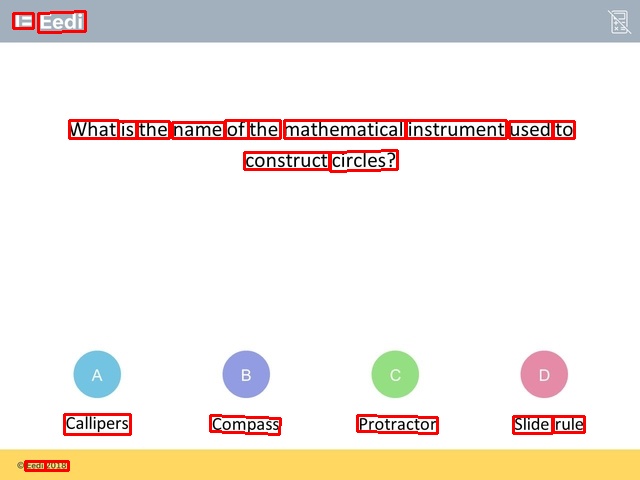 Eedi
What is the name of the mathematical instrument used to
construct circles?
A
B
C
D
Callipers
Compass
Protractor
Slide rule
© Eedi 2018